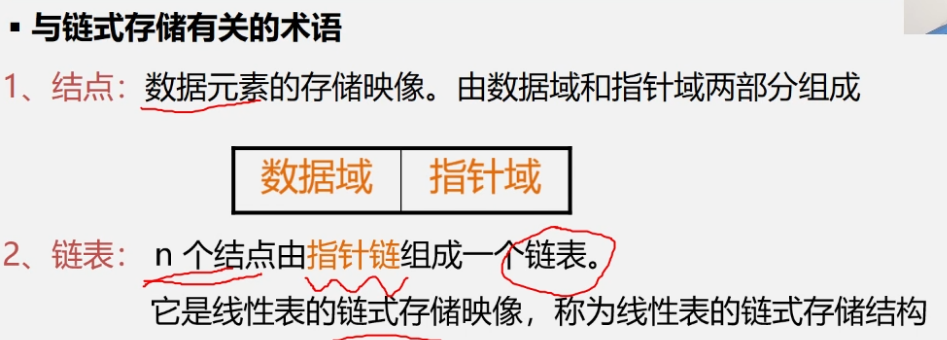 ▪ 与链式存储有关的术语
1、结点：数据元素的存储映像。由数据域和指针域两部分组成
数据域 指针域
2、链表： n 个结点由指针链组成一个链表。
它是线性表的链式存储映像，称为线性表的链式存储结构